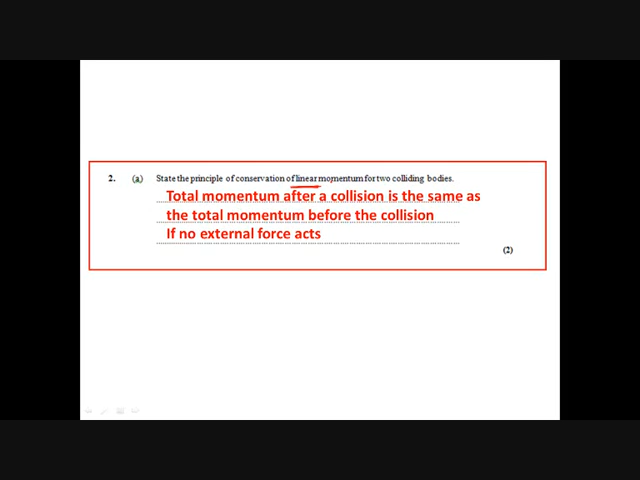 2. (a) State the principle of conservation of linear momentum for two colliding bodies.
Total momentum after a collision is the same as
the total momentum before the collision
If no external force acts
(2)